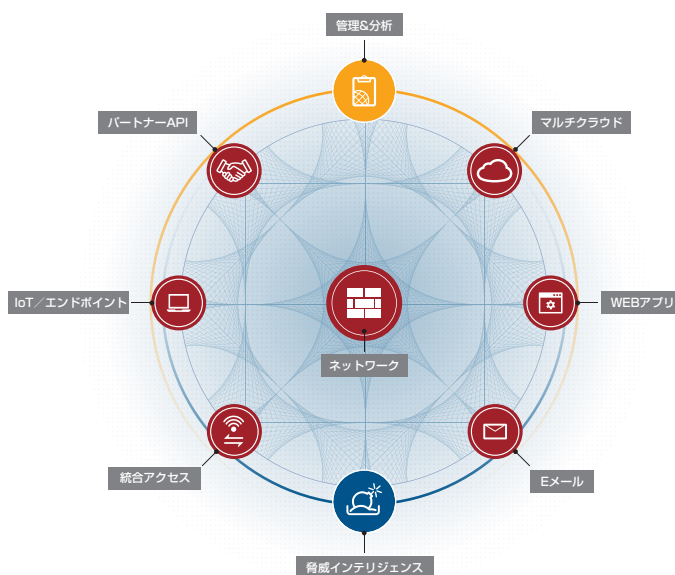 管理&分析
パートナーAPI
マルチクラウド
IoT／エンドポイント
WEBアプリ
ネットワーク
統合アクセス
Eメール
脅威インテリジェンス